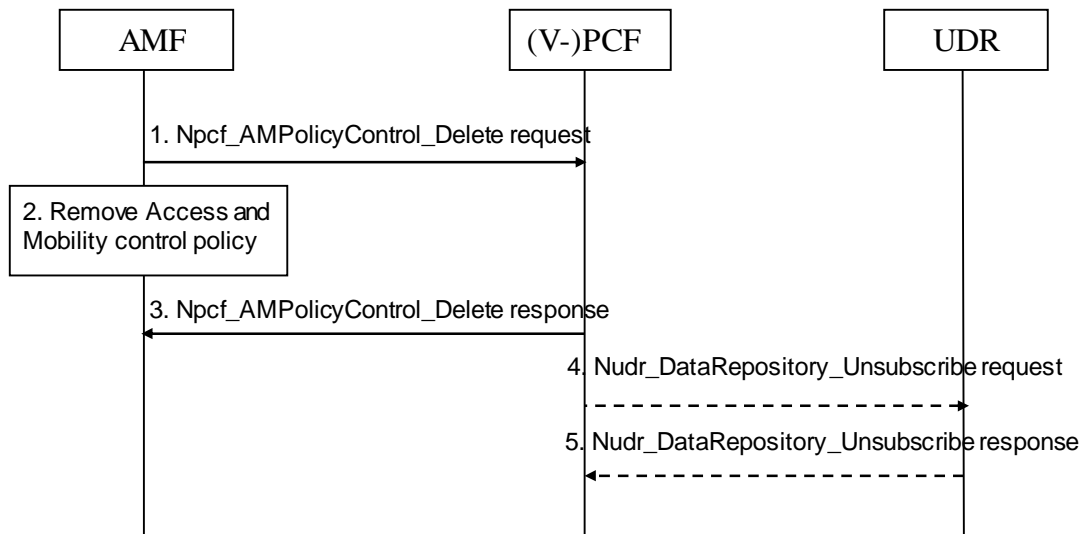 AMF
(V-)PCF
UDR
1. Npcf_AMPolicyControl_Delete request
2. Remove Access and
Mobility control policy
3. Npcf_AMPolicyControl_Delete response
4. Nudr_DataRepository_Unsubscribe request
5. Nudr_DataRepository_Unsubscribe response